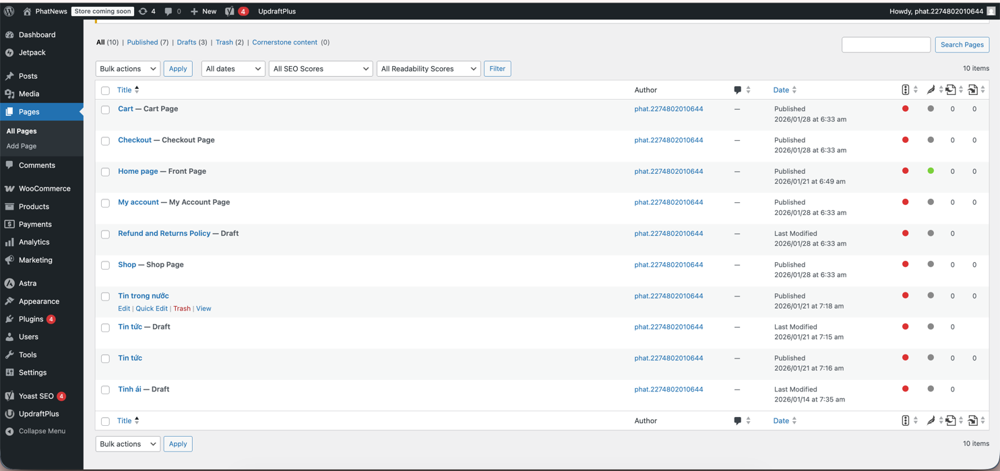 PhatNews Store coming soon 4 0 New 4 UpdraftPlus Howdy, phat.2274802010644
Dashboard
Jetpack
Posts
Media
Pages
All Pages
Add Page
Comments
WooCommerce
Products
Payments
Analytics
Marketing
Astra
Appearance
Plugins 4
Users
Tools
Settings
Yoast SEO 4
UpdraftPlus
Collapse Menu
All (10) | Published (7) | Drafts (3) | Trash (2) | Cornerstone content (0)
Search Pages
Bulk actions Apply All dates All SEO Scores All Readability Scores Filter 10 items
Title Author Date
Cart — Cart Page phat.2274802010644 — Published 0 0
2026/01/28 at 6:33 am
Checkout — Checkout Page phat.2274802010644 — Published 0 0
2026/01/28 at 6:33 am
Home page — Front Page phat.2274802010644 — Published 0 0
2026/01/21 at 6:49 am
My account — My Account Page phat.2274802010644 — Published 0 0
2026/01/28 at 6:33 am
Refund and Returns Policy — Draft phat.2274802010644 — Last Modified 0
2026/01/28 at 6:33 am
Shop — Shop Page phat.2274802010644 — Published 0 0
2026/01/28 at 6:33 am
Tin trong nước phat.2274802010644 — Published 0 0
Edit | Quick Edit | Trash | View 2026/01/21 at 7:18 am
Tin tức — Draft phat.2274802010644 — Last Modified 0
2026/01/21 at 7:15 am
Tin tức phat.2274802010644 — Published 0 0
2026/01/21 at 7:16 am
Tình ái — Draft phat.2274802010644 — Last Modified 0
2026/01/14 at 7:35 am
Title Author Date
Bulk actions Apply 10 items